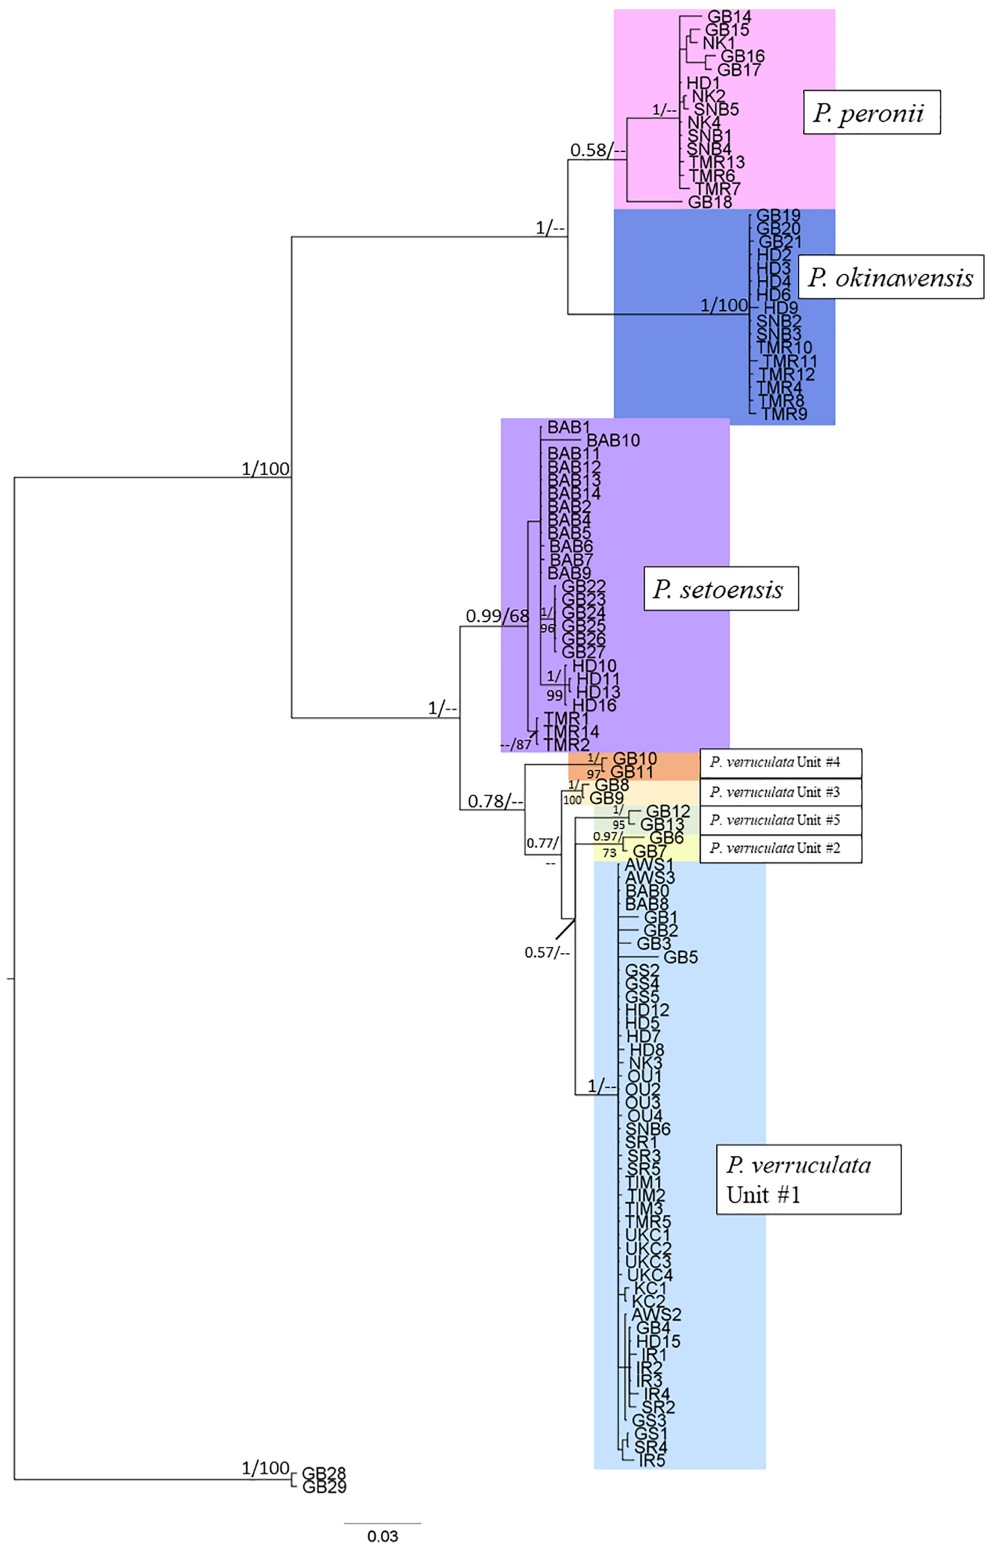 GB14
GB15
NK1
GB16
GB17
HD1
NK2
SNB5
1/--
NK4
SNB1
SNB4
TMR13
TMR6
TMR7
GB18
P. peronii
0.58/--
1/--
GB19
GB20
GB21
HD2
HD3
HD4
HD6
HD9
SNB2
SNB3
TMR10
TMR11
TMR12
TMR4
TMR8
TMR9
P. okinawensis
1/100
1/100
BAB1
BAB10
BAB11
BAB12
BAB13
BAB14
BAB2
BAB4
BAB5
BAB6
BAB7
BAB9
GB22
GB23
GB24
GB25
GB26
GB27
1/
96
HD10
HD11
HD13
HD16
1/
99
TMR1
TMR14
TMR2
--/87
P. setoensis
0.99/68
1/--
GB10
GB11
1/
97
P. verruculata Unit #4
GB8
GB9
1/
100
P. verruculata Unit #3
0.78/--
GB12
GB13
1/
95
P. verruculata Unit #5
GB6
GB7
0.97/
73
P. verruculata Unit #2
0.77/
--
0.57/--
AWS1
AWS3
BAB0
BAB8
GB1
GB2
GB3
GB5
GS2
GS4
GS5
HD12
HD5
HD7
HD8
NK3
OU1
OU2
1/--
OU3
OU4
SNB6
SR1
SR3
SR5
TIM1
TIM2
TIM3
TMR5
UKC1
UKC2
UKC3
UKC4
KC1
KC2
AWS2
GB4
HD15
IR1
IR2
IR3
IR4
SR2
GS3
GS1
SR4
IR5
P. verruculata
Unit #1
1/100
GB28
GB29
0.03